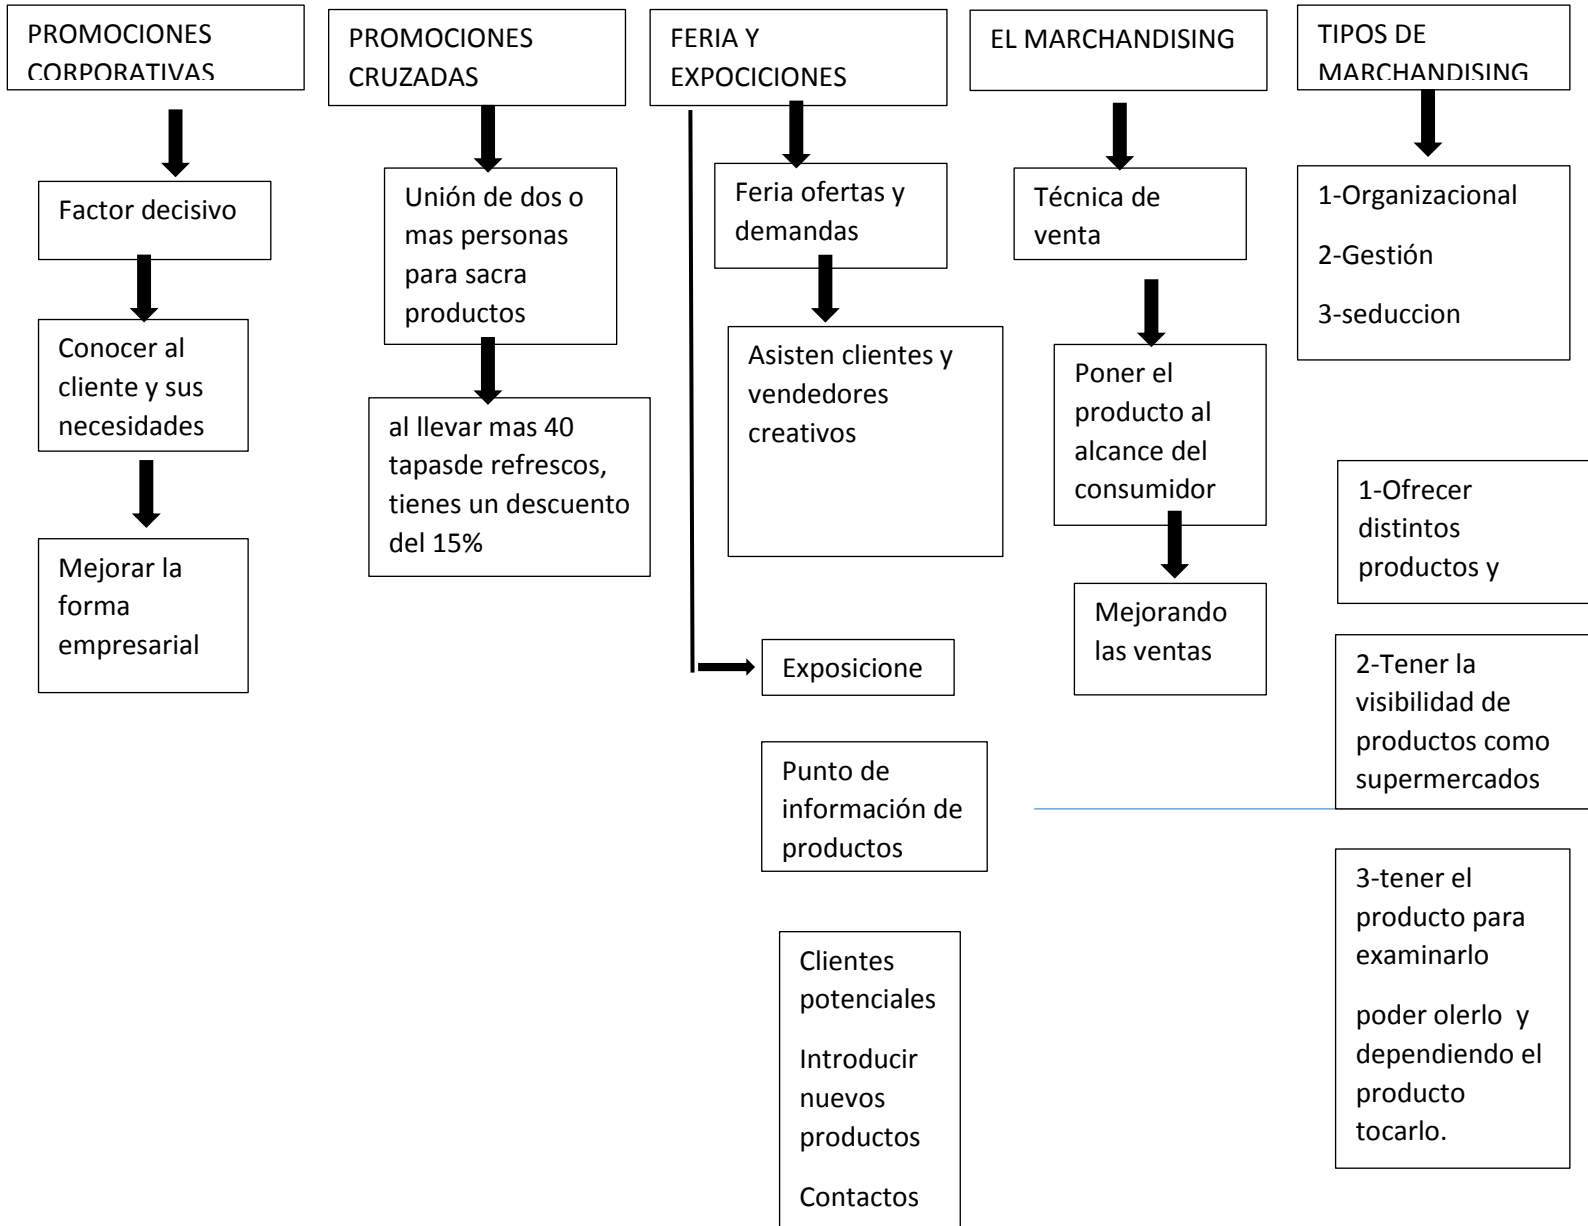 PROMOCIONES
CORPORATIVAS
Factor decisivo
Conocer al
cliente y sus
necesidades
Mejorar la
forma
empresarial
PROMOCIONES
CRUZADAS
Unión de dos o
mas personas
para sacra
productos
al llevar mas 40
tapasde refrescos,
tienes un descuento
del 15%
FERIA Y
EXPOCICIONES
Feria ofertas y
demandas
Asisten clientes y
vendedores
creativos
Exposicione
Punto de
información de
productos
Clientes
potenciales
Introducir
nuevos
productos
Contactos
EL MARCHANDISING
Técnica de
venta
Poner el
producto al
alcance del
consumidor
Mejorando
las ventas
TIPOS DE
MARCHANDISING
1-Organizacional
2-Gestión
3-seduccion
1-Ofrecer
distintos
productos y
2-Tener la
visibilidad de
productos como
supermercados
3-tener el
producto para
examinarlo
poder olerlo y
dependiendo el
producto
tocarlo.